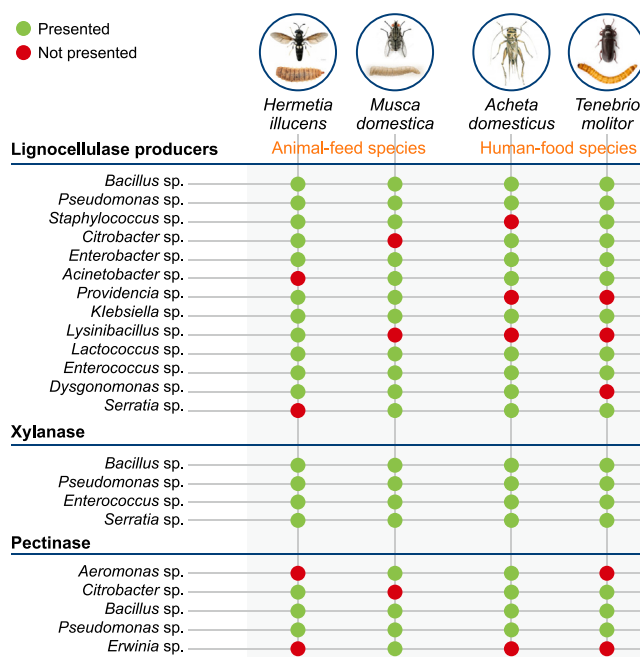 Presented
Not presented
Hermetia illucens
Musca domestica
Acheta domesticus
Tenebrio molitor
Lignocellulase producers
Animal-feed species
Human-food species
Bacillus sp.
Pseudomonas sp.
Staphylococcus sp.
Citrobacter sp.
Enterobacter sp.
Acinetobacter sp.
Providencia sp.
Klebsiella sp.
Lysinibacillus sp.
Lactococcus sp.
Enterococcus sp.
Dysgonomonas sp.
Serratia sp.
Xylanase
Bacillus sp.
Pseudomonas sp.
Enterococcus sp.
Serratia sp.
Pectinase
Aeromonas sp.
Citrobacter sp.
Bacillus sp.
Pseudomonas sp.
Erwinia sp.